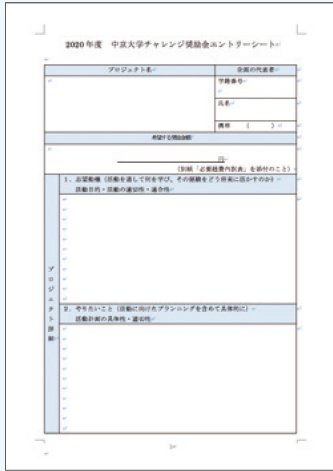 2020年度　中京大学チャレンジ奨励金エントリーシート
プロジェクト名
企画の代表者
学籍番号
氏名
携帯　（　　）
希望する奨励金額
円
（別紙「必要経費内訳表」を添付のこと）
プロジェクト詳細
1．志望動機（活動を通して何を学び、その経験をどう将来に活かすのか）
活動目的・活動の適切性・適合性
2．やりたいこと（活動に向けたプランニングを含めて具体的に）
活動計画の具体性・適切性